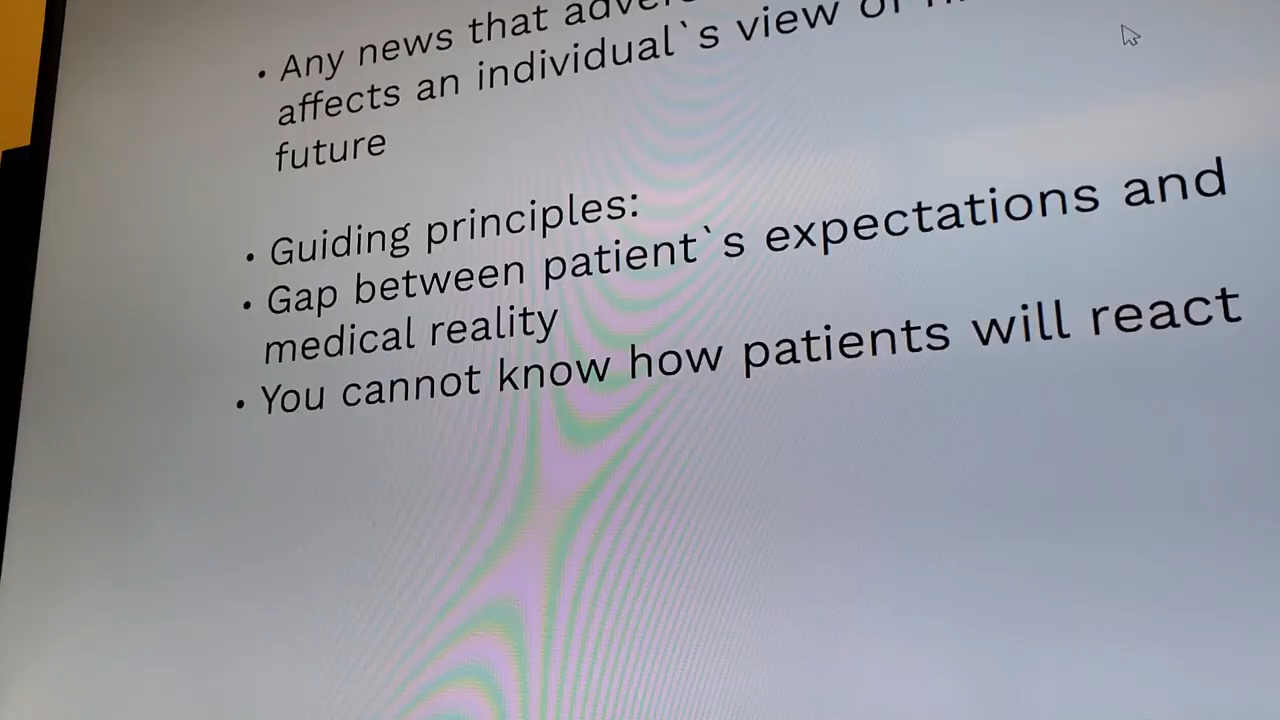 • Any news that
affects an individual`s view of
future
• Guiding principles:
• Gap between patient`s expectations and
medical reality
• You cannot know how patients will react